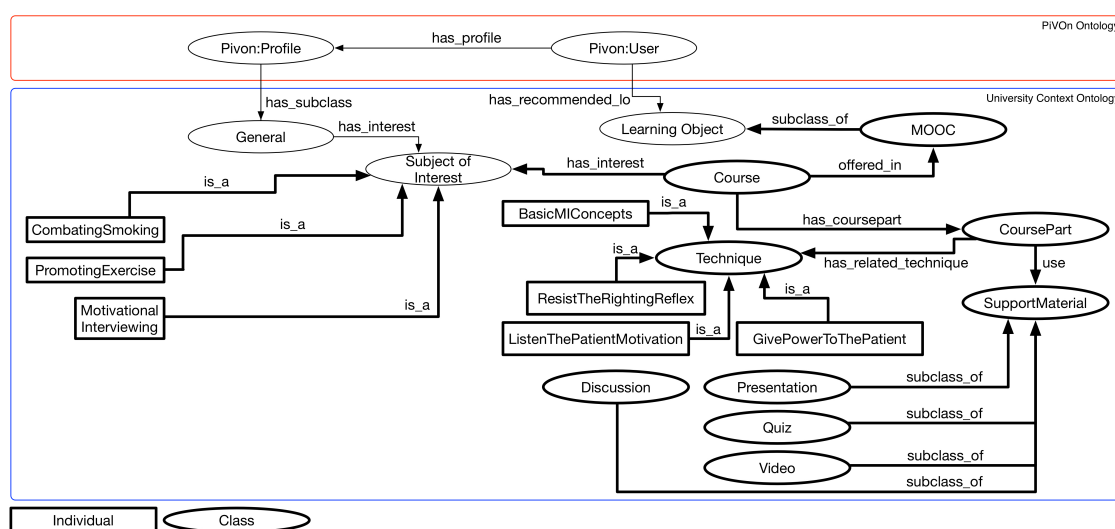 PiVOn Ontology
Pivon:Profile
has_profile
Pivon:User
has_subclass
has_recommended_lo
University Context Ontology
General
has_interest
Learning Object
subclass_of
MOOC
Subject of
Interest
has_interest
Course
offered_in
is_a
CombatingSmoking
is_a
PromotingExercise
Motivational
Interviewing
is_a
BasicMIConcepts
is_a
has_coursepart
CoursePart
is_a
Technique
has_related_technique
use
ResistTheRightingReflex
is_a
SupportMaterial
ListenThePatientMotivation
is_a
GivePowerToThePatient
Discussion
Presentation
subclass_of
Quiz
subclass_of
Video
subclass_of
subclass_of
Individual
Class